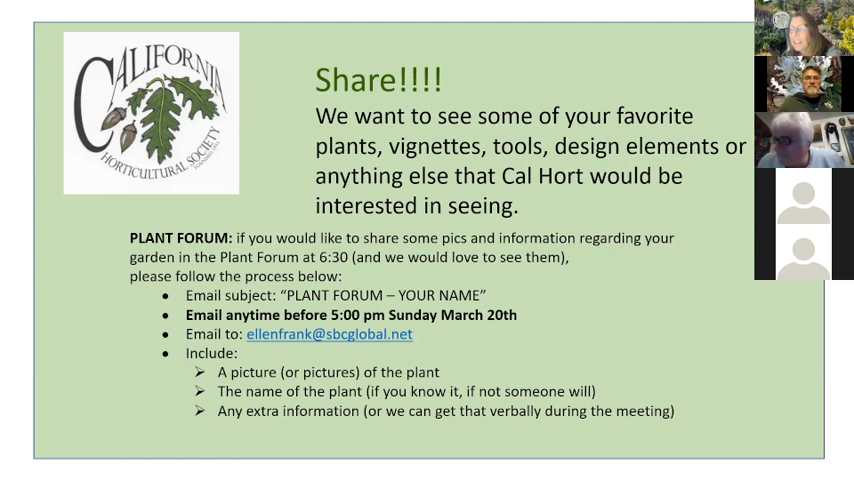 CALIFORNIA
HORTICULTURAL SOCIETY
Share!!!!
We want to see some of your favorite
plants, vignettes, tools, design elements or
anything else that Cal Hort would be
interested in seeing.
PLANT FORUM: if you would like to share some pics and information regarding your
garden in the Plant Forum at 6:30 (and we would love to see them),
please follow the process below:
• Email subject: “PLANT FORUM – YOUR NAME”
• Email anytime before 5:00 pm Sunday March 20th
• Email to: ellenfrank@sbcglobal.net
• Include:
➢ A picture (or pictures) of the plant
➢ The name of the plant (if you know it, if not someone will)
➢ Any extra information (or we can get that verbally during the meeting)